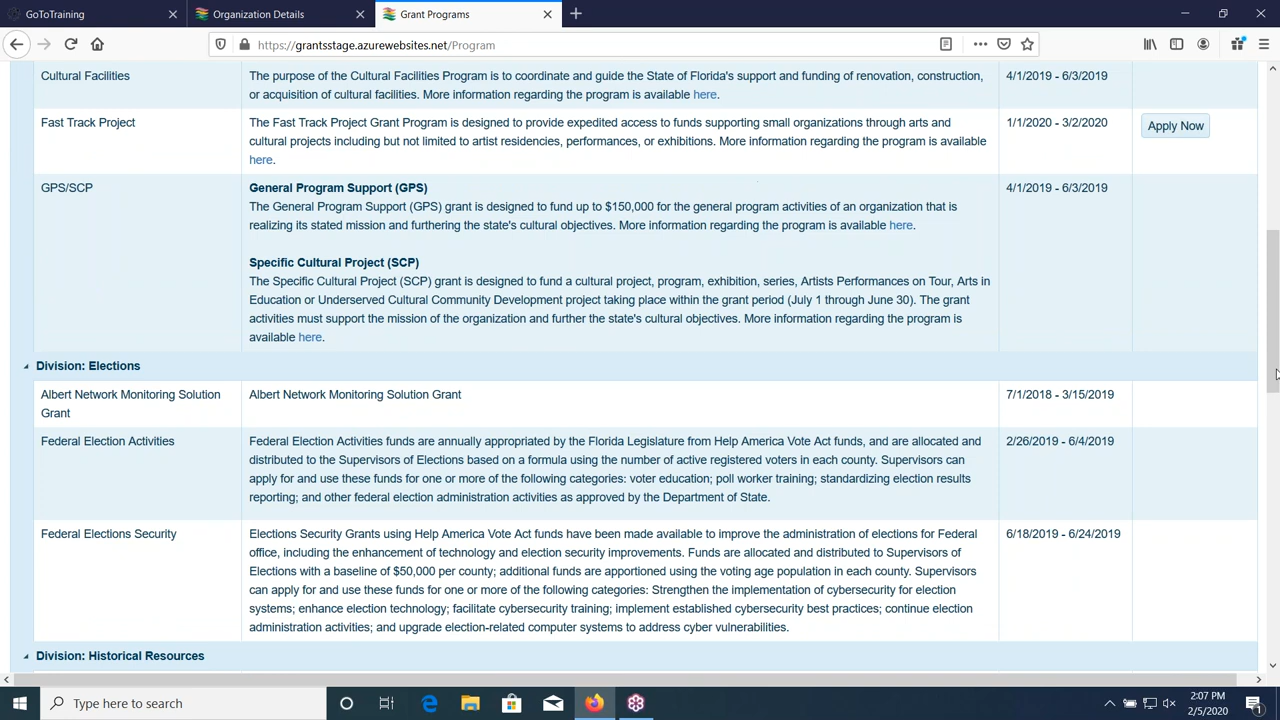 GoToTraining
Organization Details
Grant Programs
https://grantsstage.azurewebsites.net/Program
Cultural Facilities
The purpose of the Cultural Facilities Program is to coordinate and guide the State of Florida's support and funding of renovation, construction,
or acquisition of cultural facilities. More information regarding the program is available here.
4/1/2019 - 6/3/2019
Fast Track Project
The Fast Track Project Grant Program is designed to provide expedited access to funds supporting small organizations through arts and
cultural projects including but not limited to artist residencies, performances, or exhibitions. More information regarding the program is available
here.
1/1/2020 - 3/2/2020
Apply Now
GPS/SCP
General Program Support (GPS)
The General Program Support (GPS) grant is designed to fund up to $150,000 for the general program activities of an organization that is
realizing its stated mission and furthering the state's cultural objectives. More information regarding the program is available here.
Specific Cultural Project (SCP)
The Specific Cultural Project (SCP) grant is designed to fund a cultural project, program, exhibition, series, Artists Performances on Tour, Arts in
Education or Underserved Cultural Community Development project taking place within the grant period (July 1 through June 30). The grant
activities must support the mission of the organization and further the state's cultural objectives. More information regarding the program is
available here.
4/1/2019 - 6/3/2019
Division: Elections
Albert Network Monitoring Solution
Grant
Albert Network Monitoring Solution Grant
7/1/2018 - 3/15/2019
Federal Election Activities
Federal Election Activities funds are annually appropriated by the Florida Legislature from Help America Vote Act funds, and are allocated and
distributed to the Supervisors of Elections based on a formula using the number of active registered voters in each county. Supervisors can
apply for and use these funds for one or more of the following categories: voter education; poll worker training; standardizing election results
reporting; and other federal election administration activities as approved by the Department of State.
2/26/2019 - 6/4/2019
Federal Elections Security
Elections Security Grants using Help America Vote Act funds have been made available to improve the administration of elections for Federal
office, including the enhancement of technology and election security improvements. Funds are allocated and distributed to Supervisors of
Elections with a baseline of $50,000 per county; additional funds are apportioned using the voting age population in each county. Supervisors
can apply for and use these funds for one or more of the following categories: Strengthen the implementation of cybersecurity for election
systems; enhance election technology; facilitate cybersecurity training; implement established cybersecurity best practices; continue election
administration activities; and upgrade election-related computer systems to address cyber vulnerabilities.
6/18/2019 - 6/24/2019
Division: Historical Resources
Type here to search
2:07 PM
2/5/2020
1